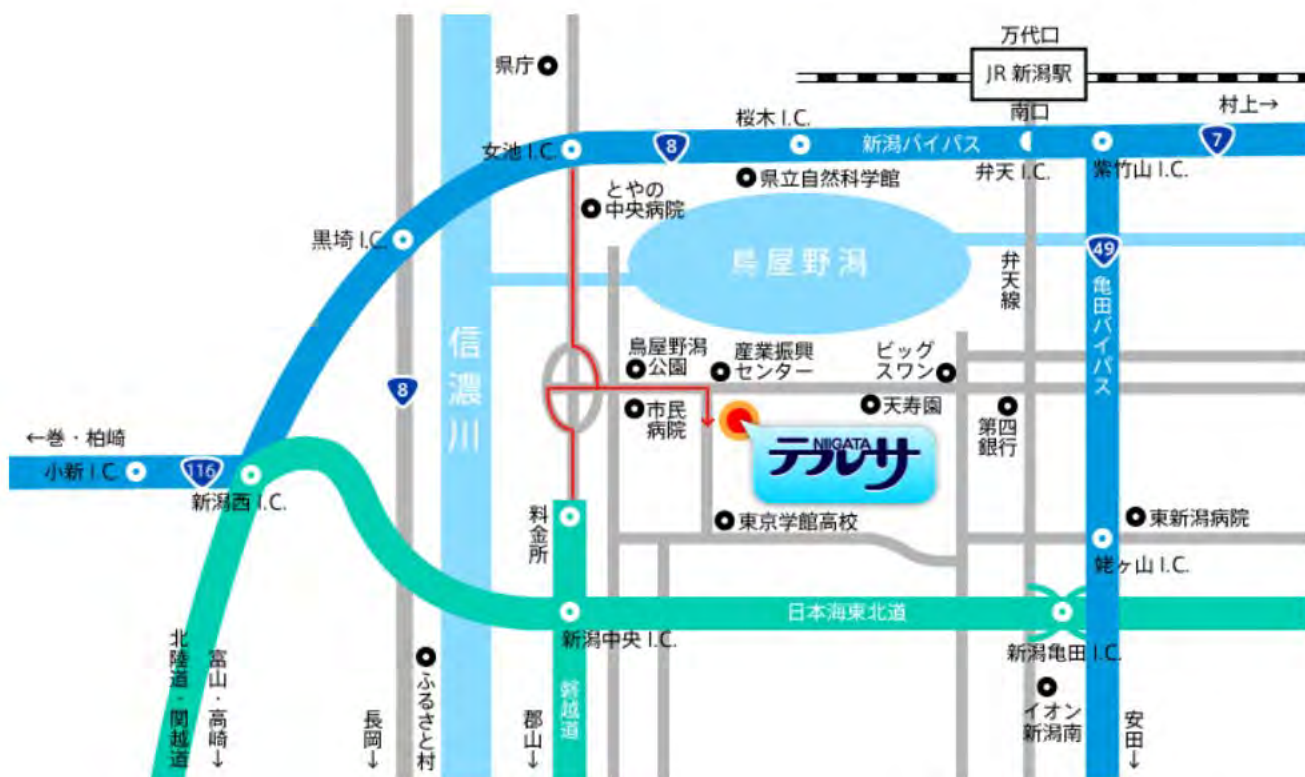 万代口
JR 新潟駅
南口
村上→
県庁
女池 I.C.
8
桜木 I.C.
新潟バイパス
弁天 I.C.
紫竹山 I.C.
7
県立自然科学館
とやの
中央病院
黒埼 I.C.
鳥屋野潟
弁天線
49
亀田バイパス
信濃川
8
鳥屋野潟
公園
産業振興
センター
ビッグ
スワン
市民
病院
天寿園
第四
銀行
NIIGATA
テルサ
←巻・柏崎
小新 I.C.
116
新潟西 I.C.
料金所
東京学館高校
東新潟病院
姥ヶ山 I.C.
日本海東北道
新潟中央 I.C.
新潟亀田 I.C.
北陸道・関越道
富山・高崎→
長岡→
ふるさと村
郡山→
磐越道
イオン
新潟南
安田→